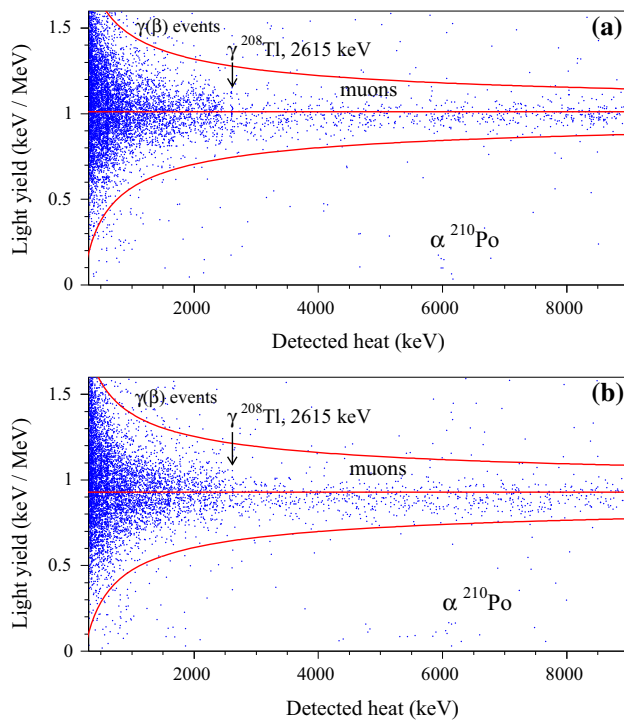 (a)
γ(β) events
γ ²⁰⁸Tl, 2615 keV
muons
α ²¹⁰Po
Light yield (keV / MeV)
1.5
1
0.5
0
2000 4000 6000 8000
Detected heat (keV)
(b)
γ(β) events
γ ²⁰⁸Tl, 2615 keV
muons
α ²¹⁰Po
Light yield (keV / MeV)
1.5
1
0.5
0
2000 4000 6000 8000
Detected heat (keV)